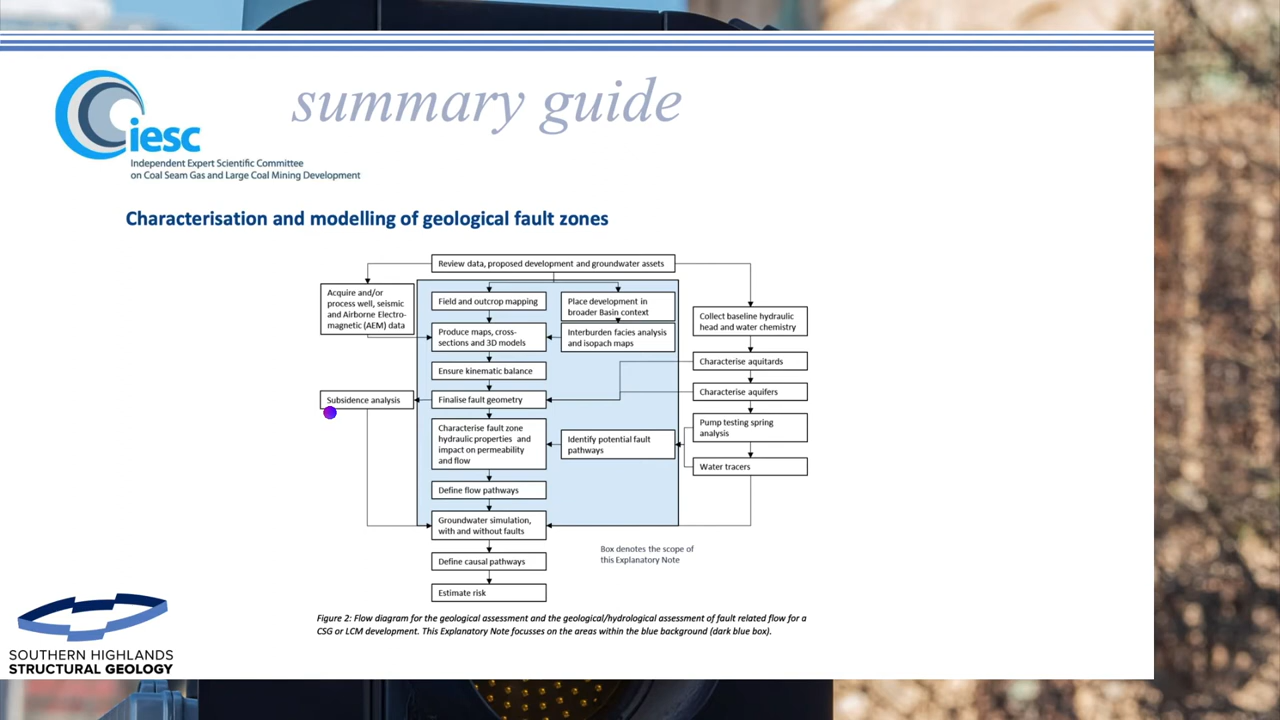 summary guide
iesc
Independent Expert Scientific Committee
on Coal Seam Gas and Large Coal Mining Development
Characterisation and modelling of geological fault zones
Review data, proposed development and groundwater assets
Acquire and/or
process well, seismic
and Airborne Electro-
magnetic (AEM) data
Field and outcrop mapping
Place development in
broader Basin context
Collect baseline hydraulic
head and water chemistry
Produce maps, cross-
sections and 3D models
Interburden facies analysis
and isopach maps
Ensure kinematic balance
Characterise aquitards
Subsidence analysis
Finalise fault geometry
Characterise aquifers
Characterise fault zone
hydraulic properties and
impact on permeability
and flow
Identify potential fault
pathways
Pump testing spring
analysis
Water tracers
Define flow pathways
Groundwater simulation,
with and without faults
Box denotes the scope of
this Explanatory Note
Define causal pathways
Estimate risk
Figure 2: Flow diagram for the geological assessment and the geological/hydrological assessment of fault related flow for a
CSG or LCM development. This Explanatory Note focusses on the areas within the blue background (dark blue box).
SOUTHERN HIGHLANDS
STRUCTURAL GEOLOGY